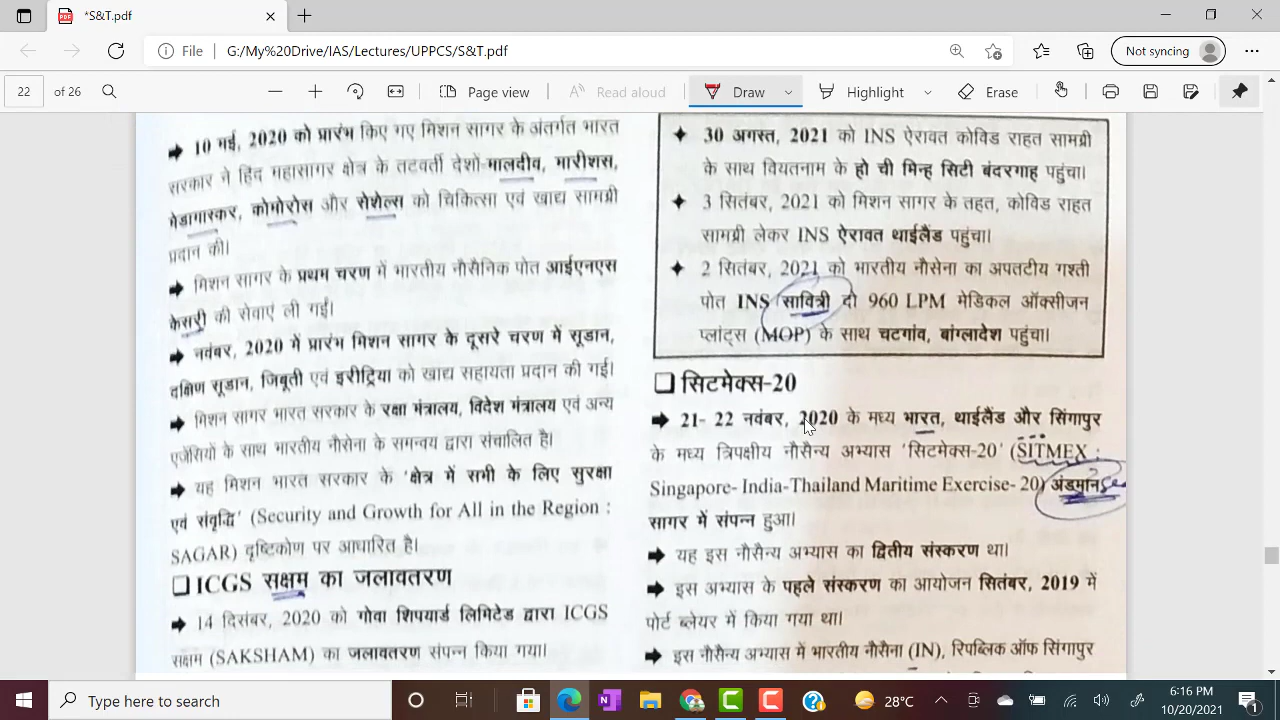 *S&T.pdf
File G:/My%20Drive/IAS/Lectures/UPPCS/S&T.pdf
Not syncing
22 of 26 Page view Read aloud Draw Highlight Erase
➡ 10 मई, 2020 को प्रारंभ किए गए मिशन सागर के अंतर्गत भारत
सरकार ने हिंद महासागर क्षेत्र के तटवर्ती देशों-मालदीव, मारीशस,
मेडागास्कर, कोमोरोस और सेशेल्स को चिकित्सा एवं खाद्य सामग्री
प्रदान की।
➡ मिशन सागर के प्रथम चरण में भारतीय नौसैनिक पोत आईएनएस
केसरी की सेवाएं ली गईं।
➡ नवंबर, 2020 में प्रारंभ मिशन सागर के दूसरे चरण में सूडान,
दक्षिण सूडान, जिबूती एवं इरीट्रिया को खाद्य सहायता प्रदान की गई।
➡ मिशन सागर भारत सरकार के रक्षा मंत्रालय, विदेश मंत्रालय एवं अन्य
एजेंसियों के साथ भारतीय नौसेना के समन्वय द्वारा संचालित है।
➡ यह मिशन भारत सरकार के 'क्षेत्र में सभी के लिए सुरक्षा
एवं संवृद्धि' (Security and Growth for All in the Region :
SAGAR) दृष्टिकोण पर आधारित है।
❑ ICGS सक्षम का जलावतरण
➡ 14 दिसंबर, 2020 को गोवा शिपयार्ड लिमिटेड द्वारा ICGS
सक्षम (SAKSHAM) का जलावतरण संपन्न किया गया।
✦ 30 अगस्त, 2021 को INS ऐरावत कोविड राहत सामग्री
के साथ वियतनाम के हो ची मिन्ह सिटी बंदरगाह पहुंचा।
✦ 3 सितंबर, 2021 को मिशन सागर के तहत, कोविड राहत
सामग्री लेकर INS ऐरावत थाईलैंड पहुंचा।
✦ 2 सितंबर, 2021 को भारतीय नौसेना का अपतटीय गश्ती
पोत INS सावित्री दो 960 LPM मेडिकल ऑक्सीजन
प्लांट्स (MOP) के साथ चटगांव, बांग्लादेश पहुंचा।
❑ सिटमेक्स-20
➡ 21- 22 नवंबर, 2020 के मध्य भारत, थाईलैंड और सिंगापुर
के मध्य त्रिपक्षीय नौसैन्य अभ्यास 'सिटमेक्स-20' (SITMEX :
Singapore- India-Thailand Maritime Exercise- 20) अंडमान
सागर में संपन्न हुआ।
➡ यह इस नौसैन्य अभ्यास का द्वितीय संस्करण था।
➡ इस अभ्यास के पहले संस्करण का आयोजन सितंबर, 2019 में
पोर्ट ब्लेयर में किया गया था।
➡ इस नौसैन्य अभ्यास में भारतीय नौसेना (IN), रिपब्लिक ऑफ सिंगापुर
Type here to search
28°C
6:16 PM
10/20/2021